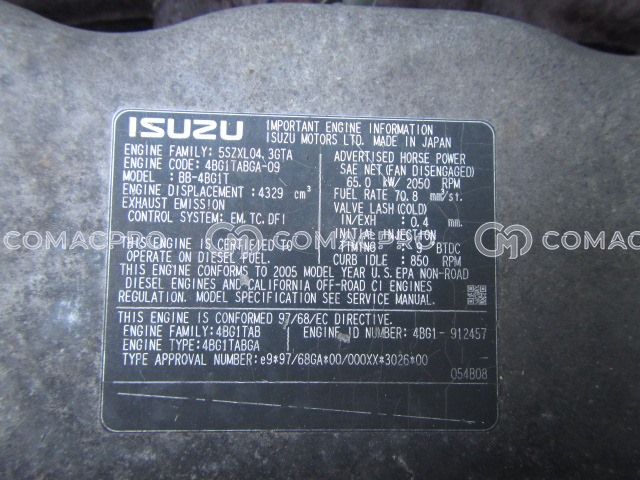 ISUZU
IMPORTANT ENGINE INFORMATION
ISUZU MOTORS LTD. MADE IN JAPAN
ENGINE FAMILY: 5SZXL04.3GTA
ENGINE CODE: 4BG1TABGA-09
MODEL : BB-4BG1T
ENGINE DISPLACEMENT: 4329 cm³
EXHAUST EMISSION
CONTROL SYSTEM: EM, TC, DFI
ADVERTISED HORSE POWER
SAE NET (FAN DISENGAGED)
65.0 kW/ 2050 RPM
FUEL RATE 70.8 mm³/st.
VALVE LASH (COLD)
IN/EXH : 0.4 mm.
INITIAL INJECTION
TIMING : BTDC
CURB IDLE : 850 RPM
THIS ENGINE IS CERTIFIED TO
OPERATE ON DIESEL FUEL.
THIS ENGINE CONFORMS TO 2005 MODEL YEAR U.S. EPA NON-ROAD
DIESEL ENGINES AND CALIFORNIA OFF-ROAD CI ENGINES
REGULATION. MODEL SPECIFICATION SEE SERVICE MANUAL.
THIS ENGINE IS CONFORMED 97/68/EC DIRECTIVE.
ENGINE FAMILY: 4BG1TAB
ENGINE ID NUMBER: 4BG1- 912457
ENGINE TYPE: 4BG1TABGA
TYPE APPROVAL NUMBER: e9*97/68GA*00/000XX*3026*00
054B08
COMACPRO COMACPRO COMACPRO